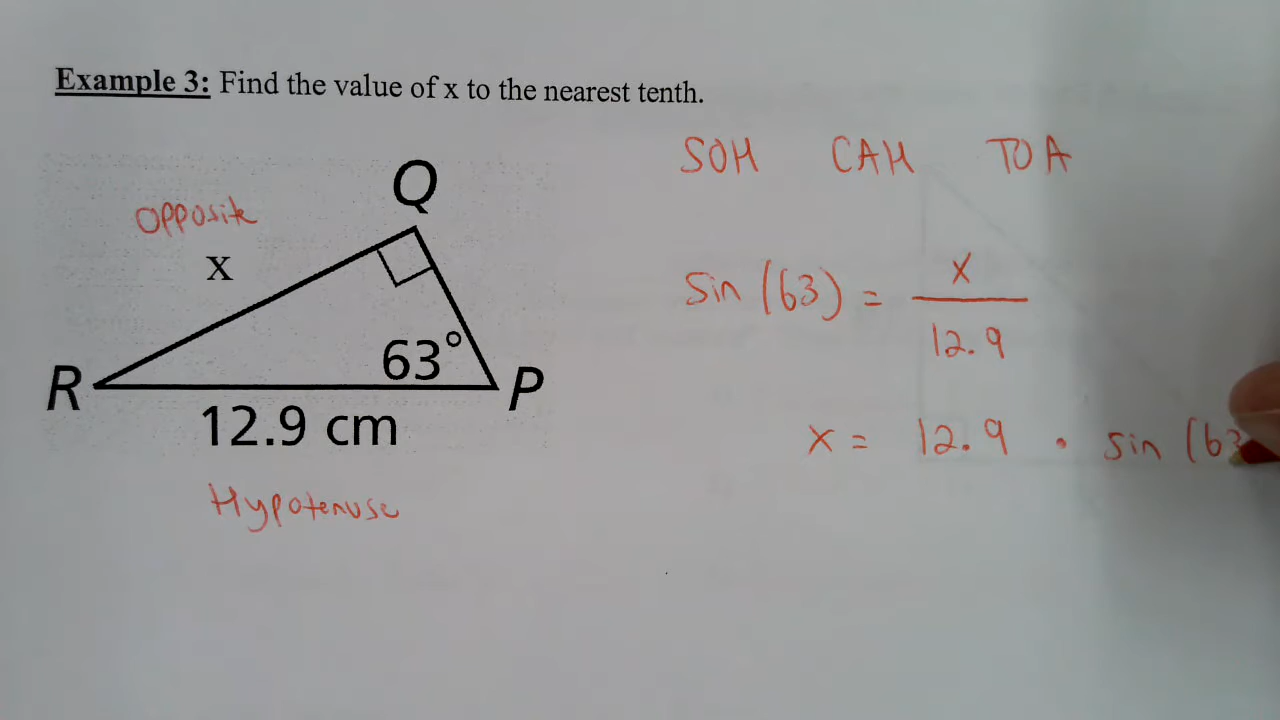 Example 3: Find the value of x to the nearest tenth.
SOH CAH TOA
Q
Opposite
x
sin (63) = x
12.9
63°
R
P
12.9 cm
x = 12.9 • sin (63
Hypotenuse